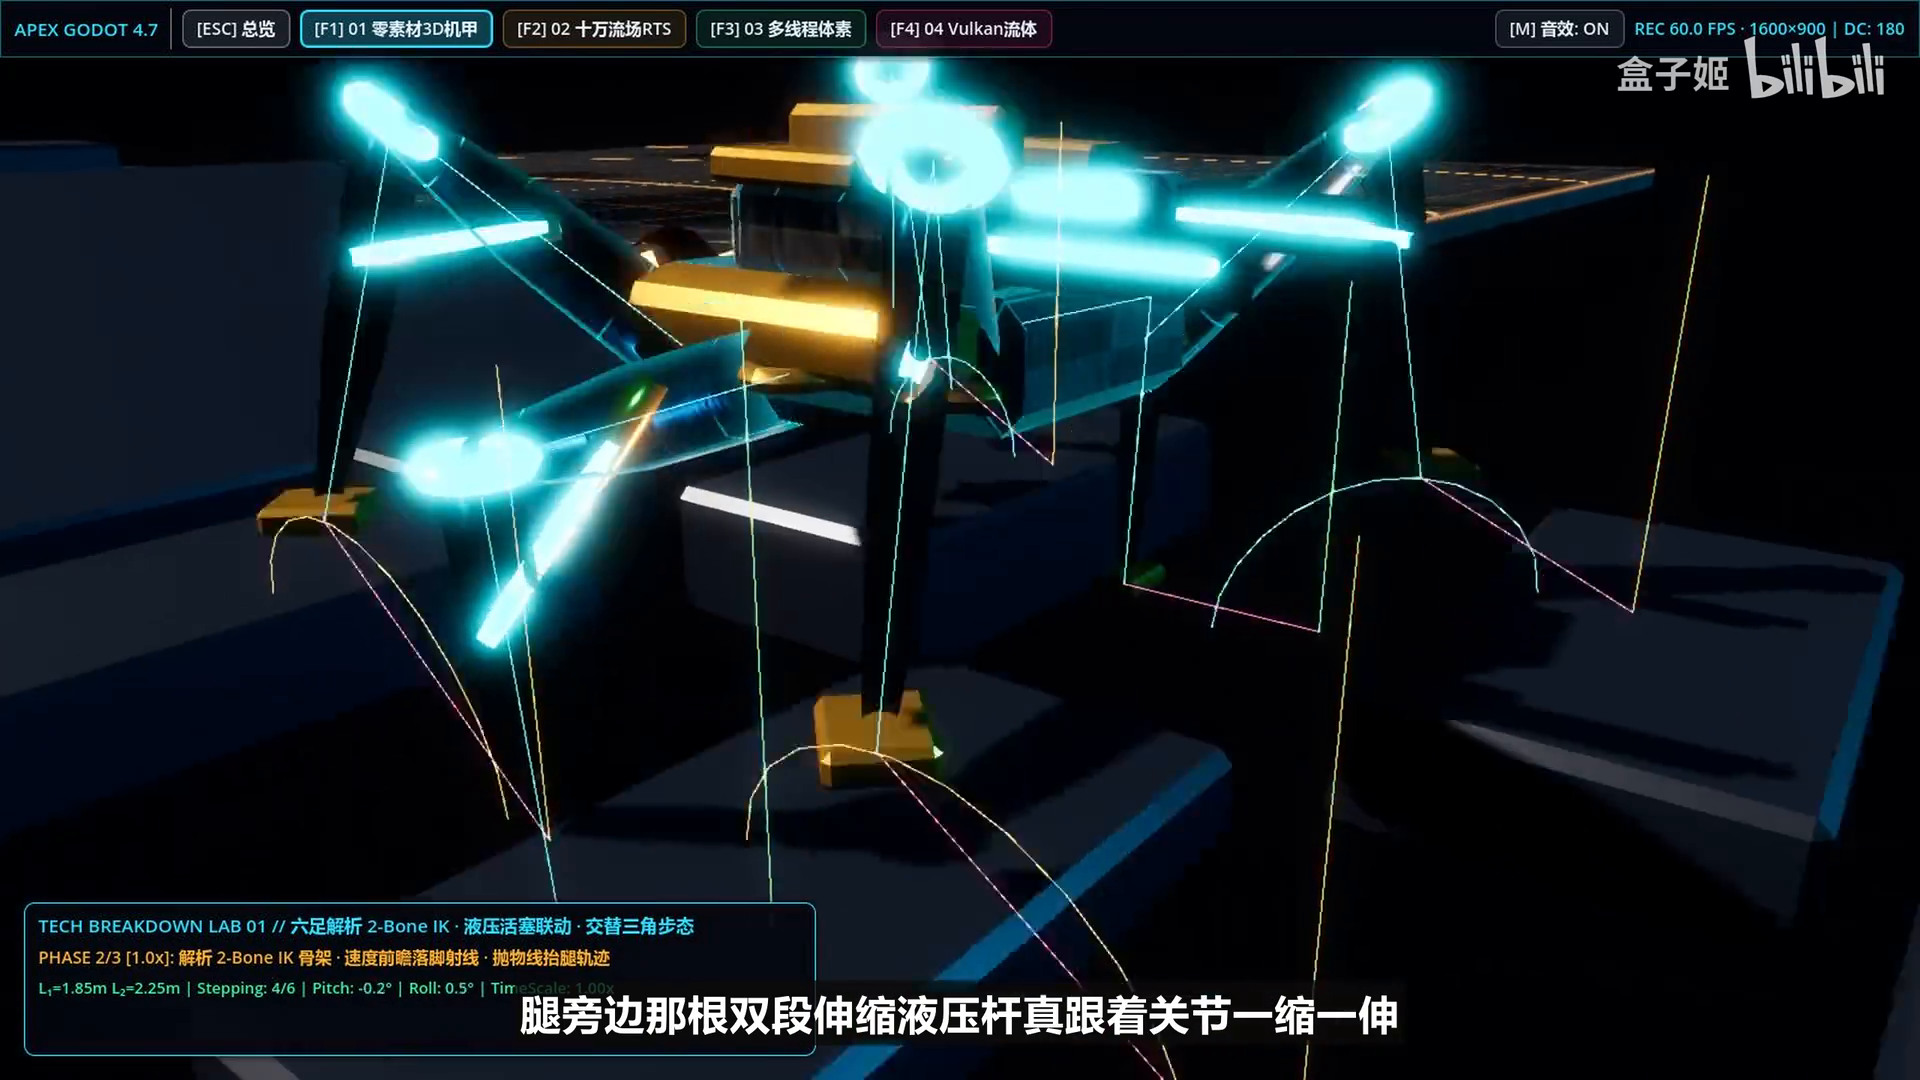 APEX GODOT 4.7
[ESC] 总览
[F1] 01 零素材3D机甲
[F2] 02 十万流场RTS
[F3] 03 多线程体素
[F4] 04 Vulkan流体
[M] 音效: ON
REC 60.0 FPS · 1600×900 | DC: 180
盒子姬 bilibili
TECH BREAKDOWN LAB 01 // 六足解析 2-Bone IK · 液压活塞联动 · 交替三角步态
PHASE 2/3 [1.0x]: 解析 2-Bone IK 骨架 · 速度前瞻落脚射线 · 抛物线抬腿轨迹
L₁=1.85m L₂=2.25m | Stepping: 4/6 | Pitch: -0.2° | Roll: 0.5° | TimeScale: 1.00x
腿旁边那根双段伸缩液压杆真跟着关节一缩一伸